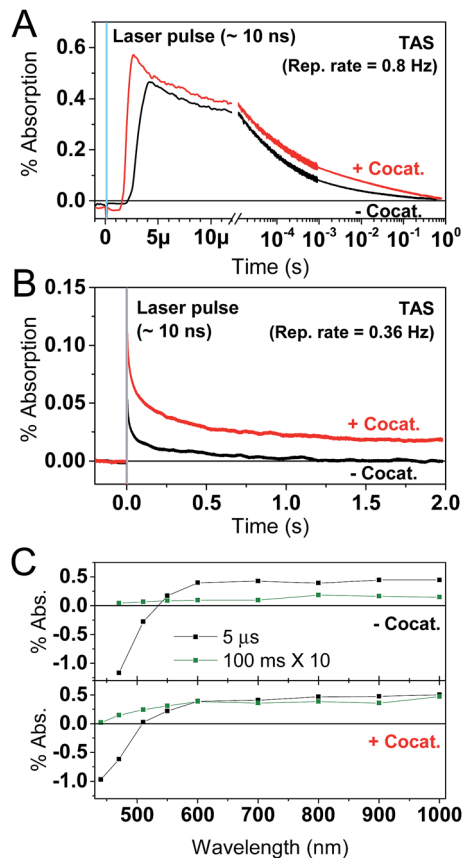 A
Laser pulse (~ 10 ns)
TAS
(Rep. rate = 0.8 Hz)
% Absorption
0.6
0.4
0.2
0.0
+ Cocat.
- Cocat.
0
5µ
10µ
10⁻⁴
10⁻³
10⁻²
10⁻¹
10⁰
Time (s)
B
Laser pulse
(~ 10 ns)
TAS
(Rep. rate = 0.36 Hz)
% Absorption
0.15
0.10
0.05
0.00
+ Cocat.
- Cocat.
0.0
0.5
1.0
1.5
2.0
Time (s)
C
% Abs.
0.5
0.0
-0.5
-1.0
- Cocat.
5 µs
100 ms X 10
% Abs.
0.5
0.0
-0.5
-1.0
+ Cocat.
500
600
700
800
900
1000
Wavelength (nm)